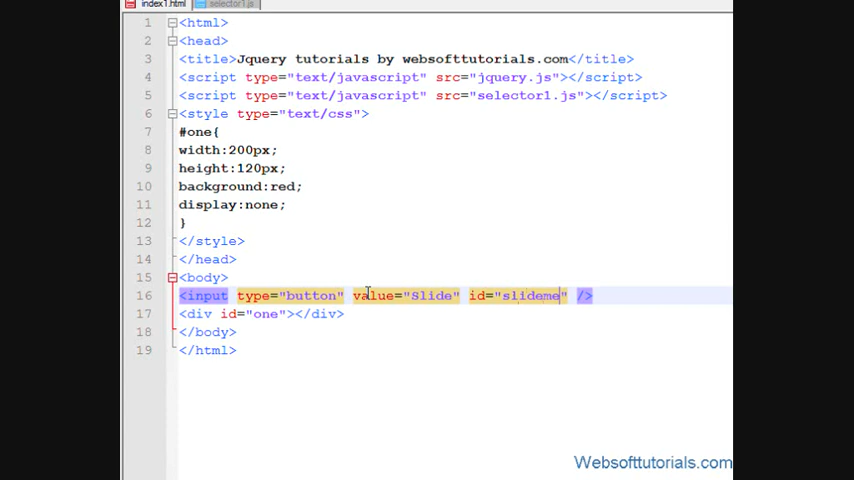 index1.html selector1.js
1 <html>
2 <head>
3 <title>Jquery tutorials by websofttutorials.com</title>
4 <script type="text/javascript" src="jquery.js"></script>
5 <script type="text/javascript" src="selector1.js"></script>
6 <style type="text/css">
7 #one{
8 width:200px;
9 height:120px;
10 background:red;
11 display:none;
12 }
13 </style>
14 </head>
15 <body>
16 <input type="button" value="Slide" id="slideme" />
17 <div id="one"></div>
18 </body>
19 </html>
Websofttutorials.com